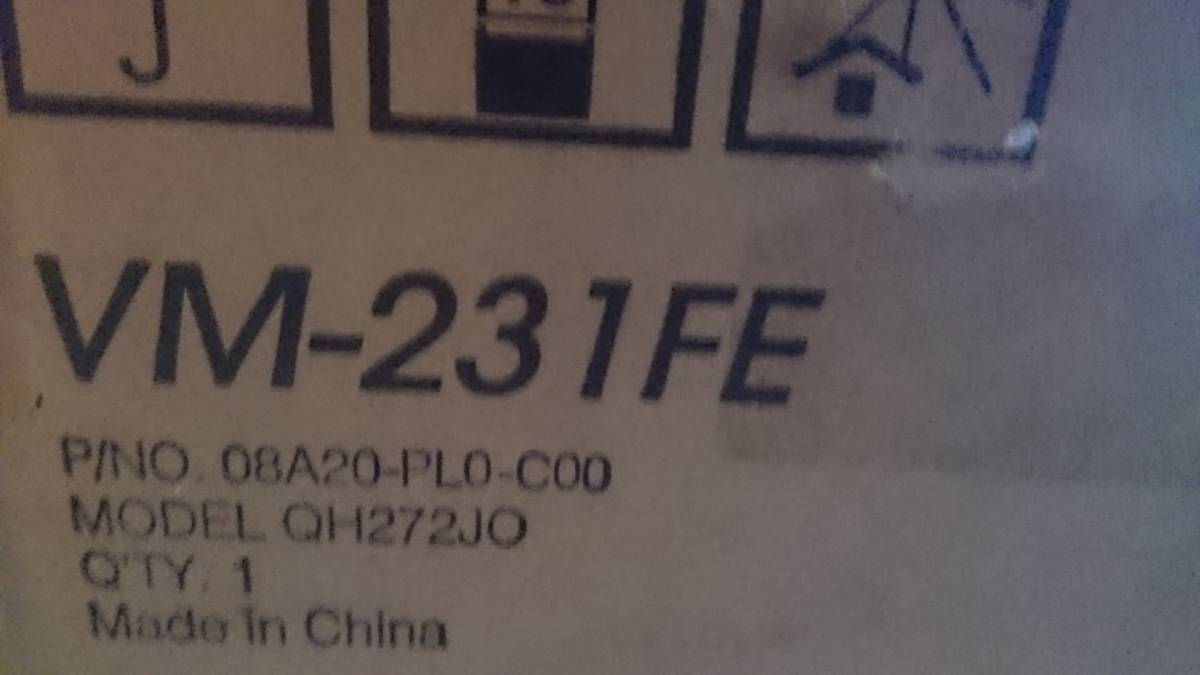 VM-231FE
P/NO. 08A20-PL0-C00
MODEL QH272JO
Q'TY. 1
Made in China